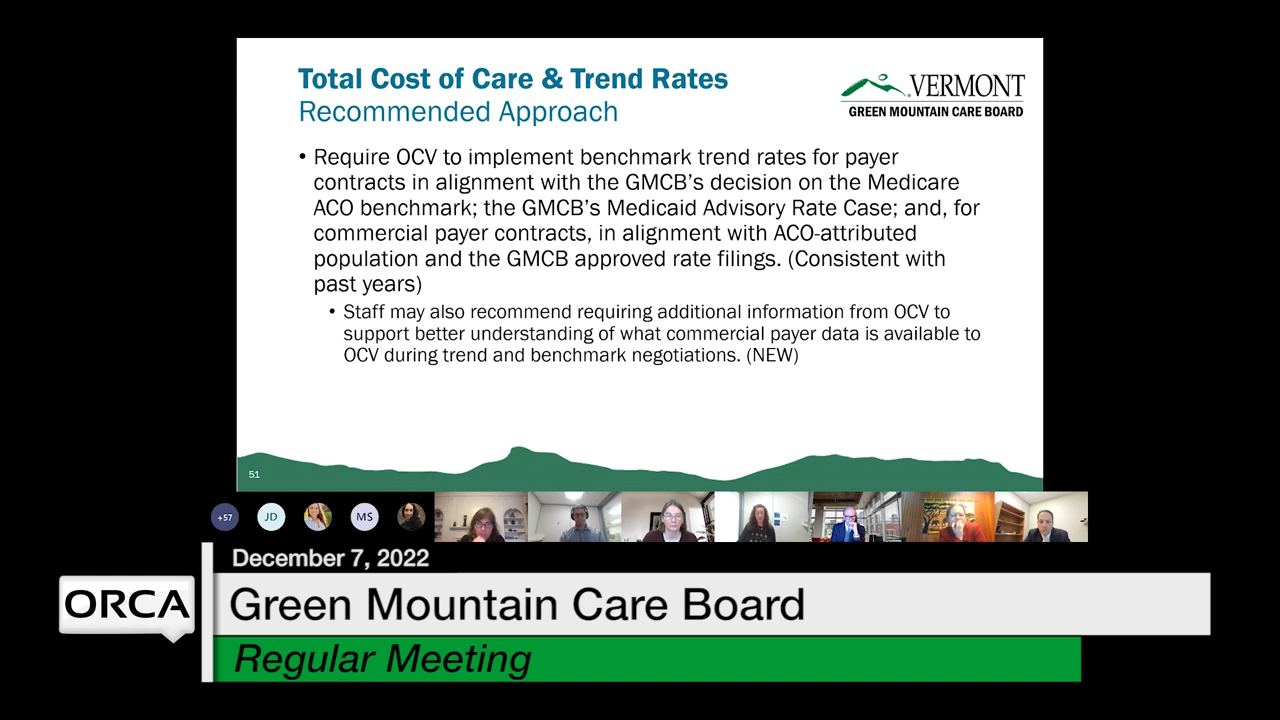 Total Cost of Care & Trend Rates
Recommended Approach
VERMONT
GREEN MOUNTAIN CARE BOARD
• Require OCV to implement benchmark trend rates for payer
contracts in alignment with the GMCB's decision on the Medicare
ACO benchmark; the GMCB's Medicaid Advisory Rate Case; and, for
commercial payer contracts, in alignment with ACO-attributed
population and the GMCB approved rate filings. (Consistent with
past years)
• Staff may also recommend requiring additional information from OCV to
support better understanding of what commercial payer data is available to
OCV during trend and benchmark negotiations. (NEW)
51
+57
JD
MS
December 7, 2022
ORCA
Green Mountain Care Board
Regular Meeting